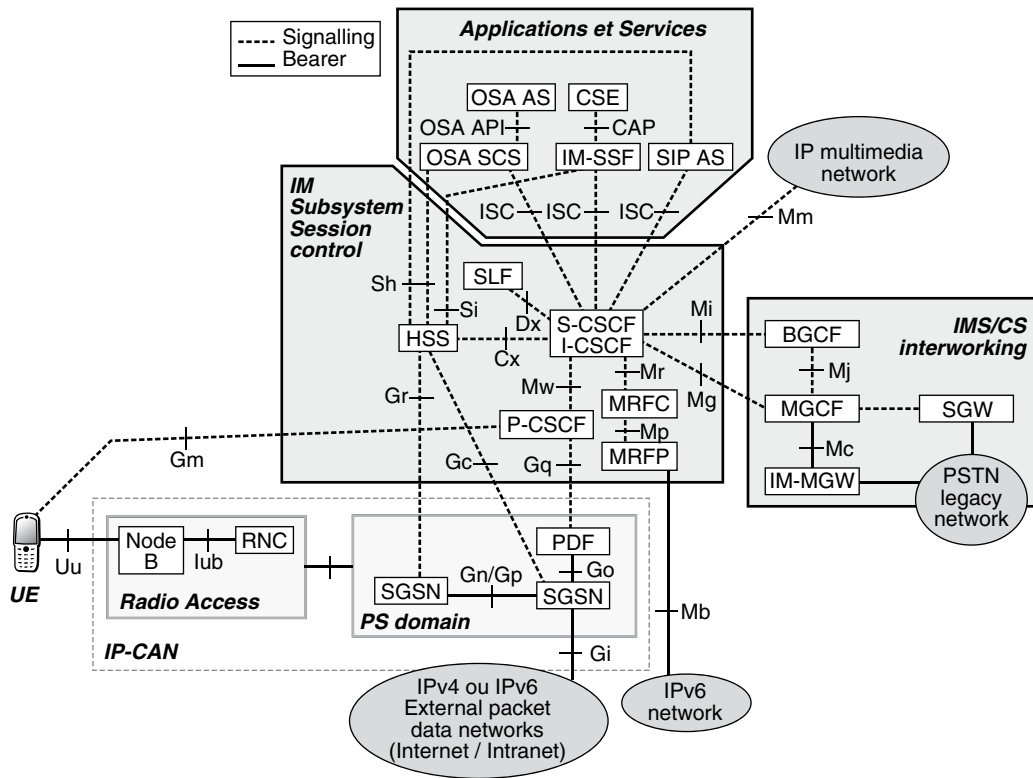 Signalling
Bearer
Applications et Services
OSA AS
CSE
OSA API
CAP
OSA SCS
IM-SSF
SIP AS
IP multimedia
network
IM
Subsystem
Session
control
ISC
ISC
ISC
Mm
Sh
Si
SLF
Dx
HSS
Cx
S-CSCF
I-CSCF
Mi
BGCF
IMS/CS
interworking
Gr
Mw
Mr
Mg
Mj
MRFC
MGCF
SGW
P-CSCF
Mp
Mc
Gm
Gc
Gq
MRFP
IM-MGW
PSTN
legacy
network
UE
Uu
Node
B
Iub
RNC
Radio Access
PDF
Go
SGSN
Gn/Gp
SGSN
PS domain
Mb
IP-CAN
Gi
IPv4 ou IPv6
External packet
data networks
(Internet / Intranet)
IPv6
network